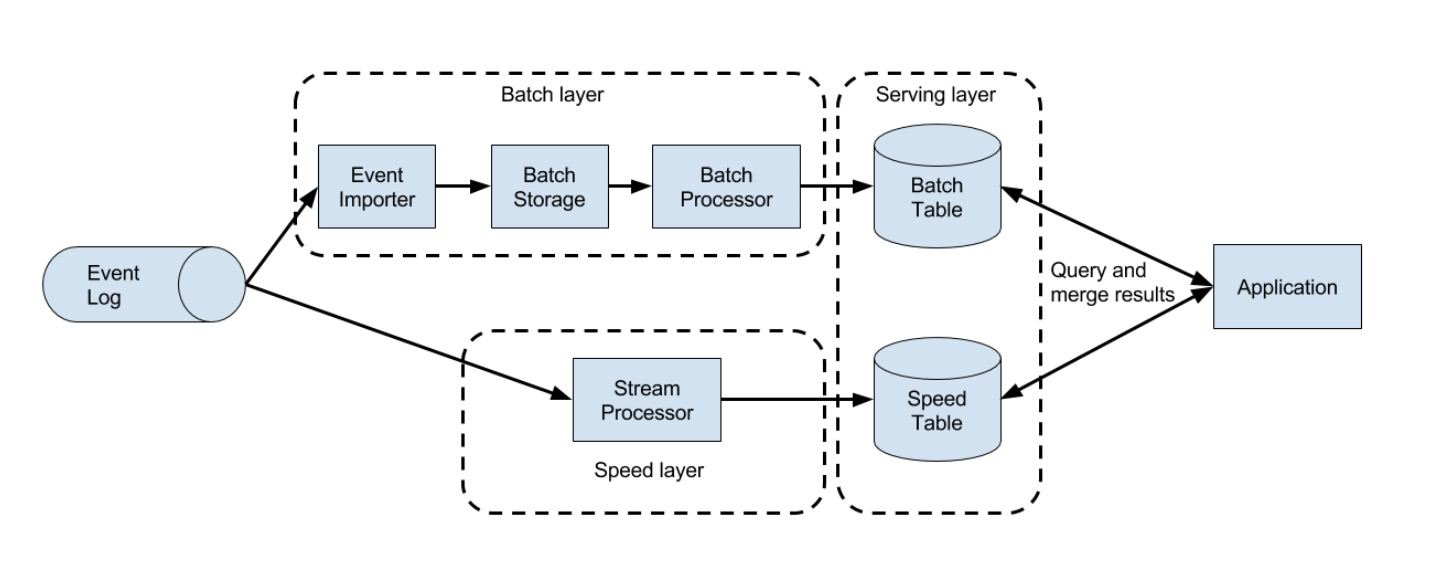 Batch layer
Serving layer
Event
Importer
Batch
Storage
Batch
Processor
Batch
Table
Event
Log
Query and
merge results
Application
Stream
Processor
Speed
Table
Speed layer